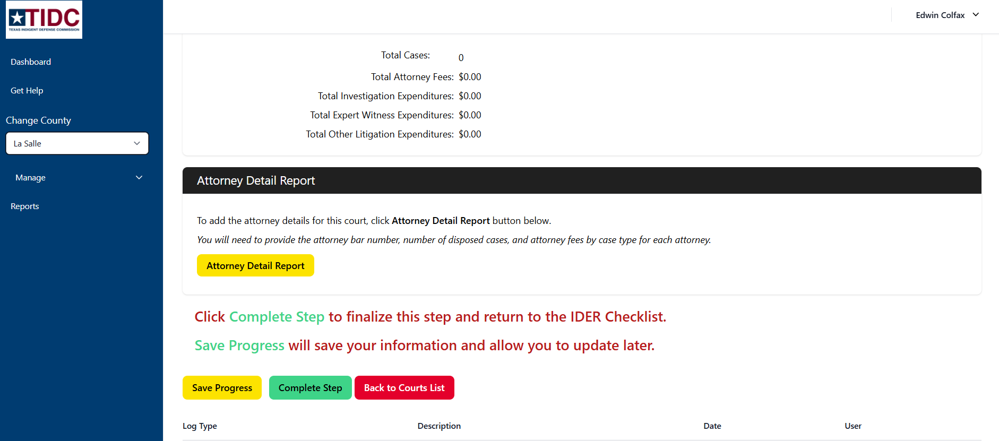 TIDC
TEXAS INDIGENT DEFENSE COMMISSION
Edwin Colfax
Dashboard
Get Help
Change County
La Salle
Manage
Reports
Total Cases: 0
Total Attorney Fees: $0.00
Total Investigation Expenditures: $0.00
Total Expert Witness Expenditures: $0.00
Total Other Litigation Expenditures: $0.00
Attorney Detail Report
To add the attorney details for this court, click Attorney Detail Report button below.
You will need to provide the attorney bar number, number of disposed cases, and attorney fees by case type for each attorney.
Attorney Detail Report
Click Complete Step to finalize this step and return to the IDER Checklist.
Save Progress will save your information and allow you to update later.
Save Progress Complete Step Back to Courts List
Log Type Description Date User